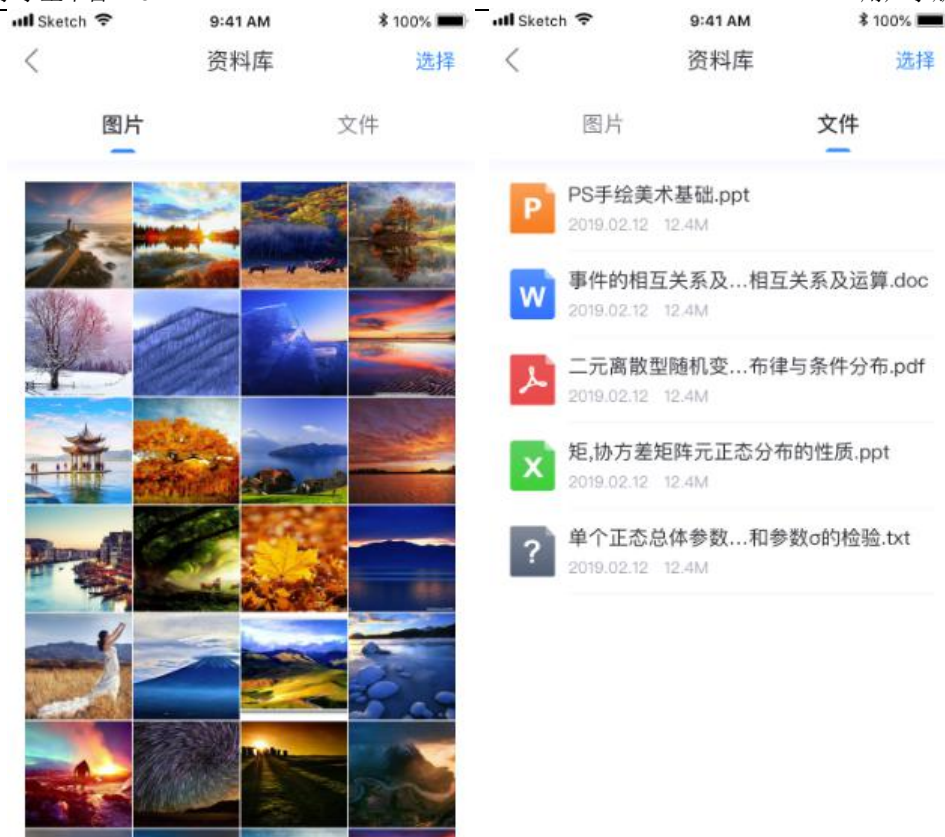 Sketch 9:41 AM 100%
资料库 选择
图片 文件
Sketch 9:41 AM 100%
资料库 选择
图片 文件
P PS手绘美术基础.ppt
2019.02.12 12.4M
W 事件的相互关系及...相互关系及运算.doc
2019.02.12 12.4M
二元离散型随机变...布律与条件分布.pdf
2019.02.12 12.4M
X 矩,协方差矩阵元正态分布的性质.ppt
2019.02.12 12.4M
? 单个正态总体参数...和参数σ的检验.txt
2019.02.12 12.4M